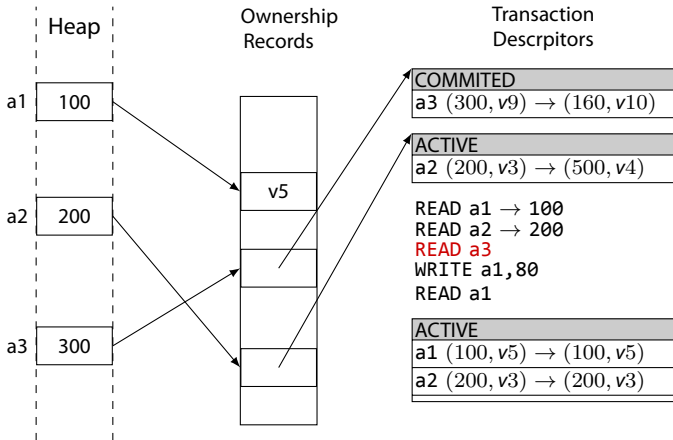 Heap
Ownership
Records
Transaction
Descrpitors
a1
100
a2
200
a3
300
v5
COMMITED
a3 (300, v9) → (160, v10)
ACTIVE
a2 (200, v3) → (500, v4)
READ a1 → 100
READ a2 → 200
READ a3
WRITE a1,80
READ a1
ACTIVE
a1 (100, v5) → (100, v5)
a2 (200, v3) → (200, v3)